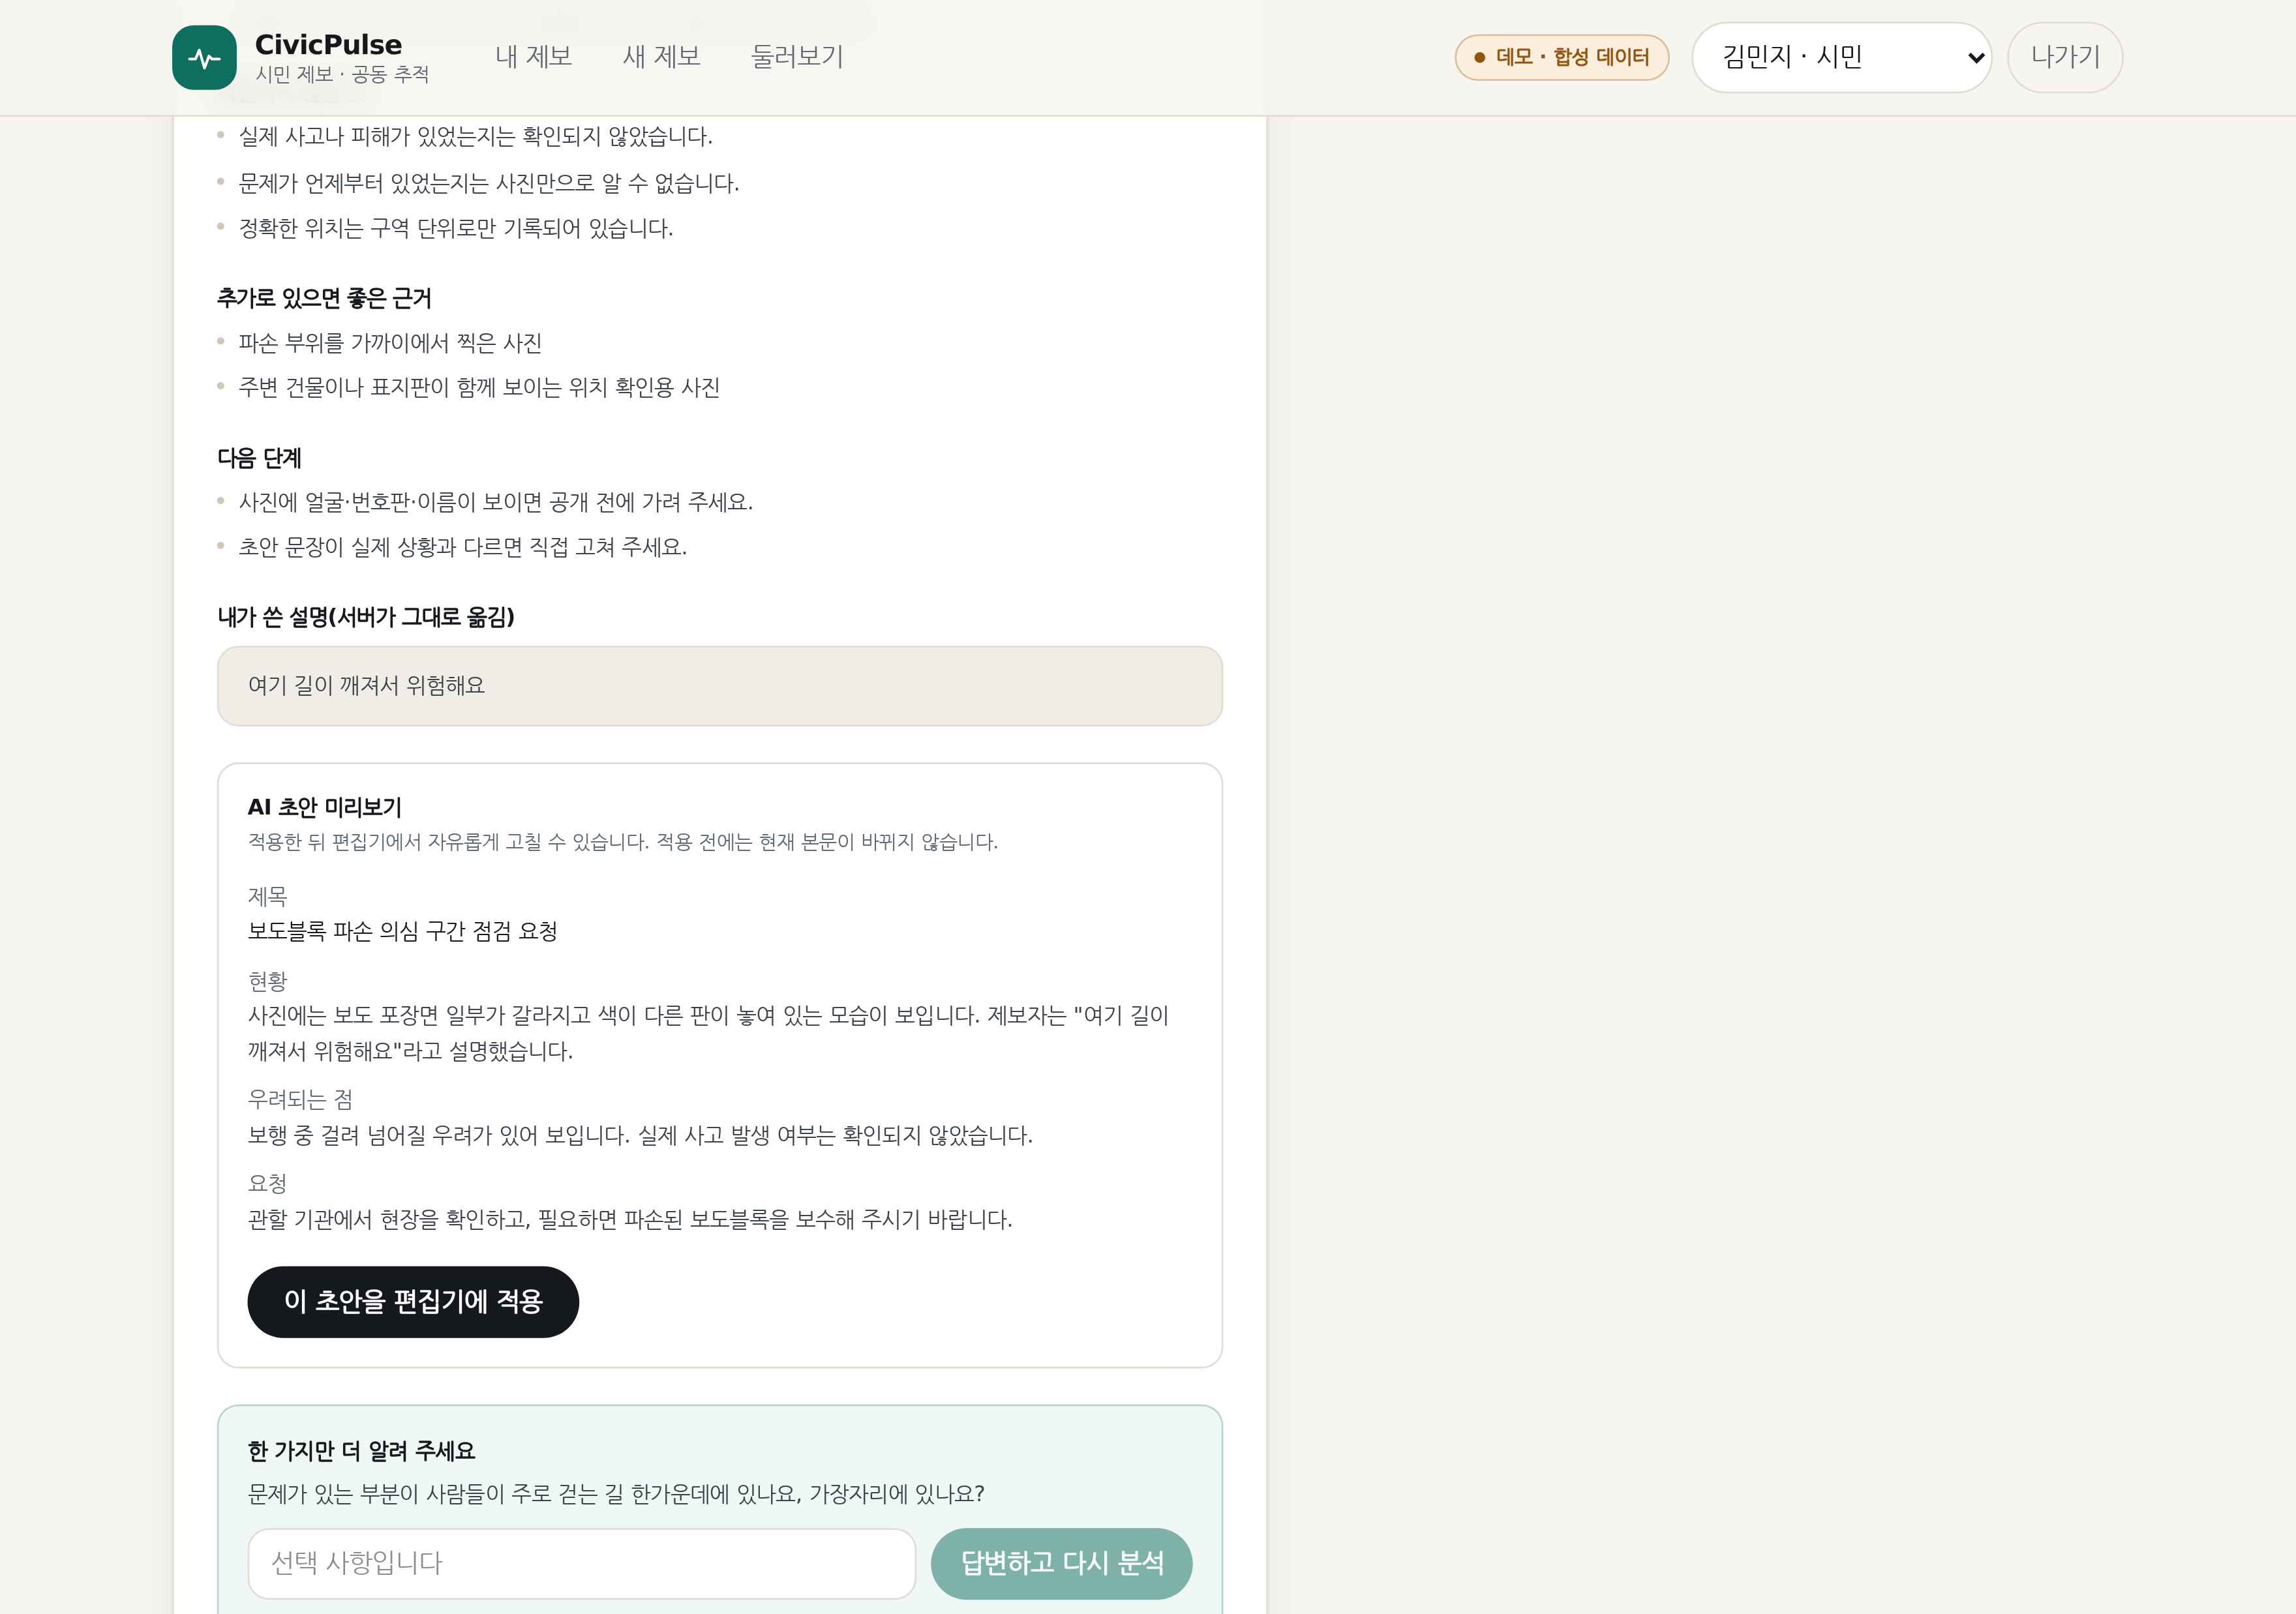 CivicPulse
시민 제보 · 공동 추적
내 제보
새 제보
둘러보기
데모 · 합성 데이터
김민지 · 시민
나가기
실제 사고나 피해가 있었는지는 확인되지 않았습니다.
문제가 언제부터 있었는지는 사진만으로 알 수 없습니다.
정확한 위치는 구역 단위로만 기록되어 있습니다.
추가로 있으면 좋은 근거
파손 부위를 가까이에서 찍은 사진
주변 건물이나 표지판이 함께 보이는 위치 확인용 사진
다음 단계
사진에 얼굴·번호판·이름이 보이면 공개 전에 가려 주세요.
초안 문장이 실제 상황과 다르면 직접 고쳐 주세요.
내가 쓴 설명(서버가 그대로 옮김)
여기 길이 깨져서 위험해요
AI 초안 미리보기
적용한 뒤 편집기에서 자유롭게 고칠 수 있습니다. 적용 전에는 현재 본문이 바뀌지 않습니다.
제목
보도블록 파손 의심 구간 점검 요청
현황
사진에는 보도 포장면 일부가 갈라지고 색이 다른 판이 놓여 있는 모습이 보입니다. 제보자는 "여기 길이
깨져서 위험해요"라고 설명했습니다.
우려되는 점
보행 중 걸려 넘어질 우려가 있어 보입니다. 실제 사고 발생 여부는 확인되지 않았습니다.
요청
관할 기관에서 현장을 확인하고, 필요하면 파손된 보도블록을 보수해 주시기 바랍니다.
이 초안을 편집기에 적용
한 가지만 더 알려 주세요
문제가 있는 부분이 사람들이 주로 걷는 길 한가운데에 있나요, 가장자리에 있나요?
선택 사항입니다
답변하고 다시 분석